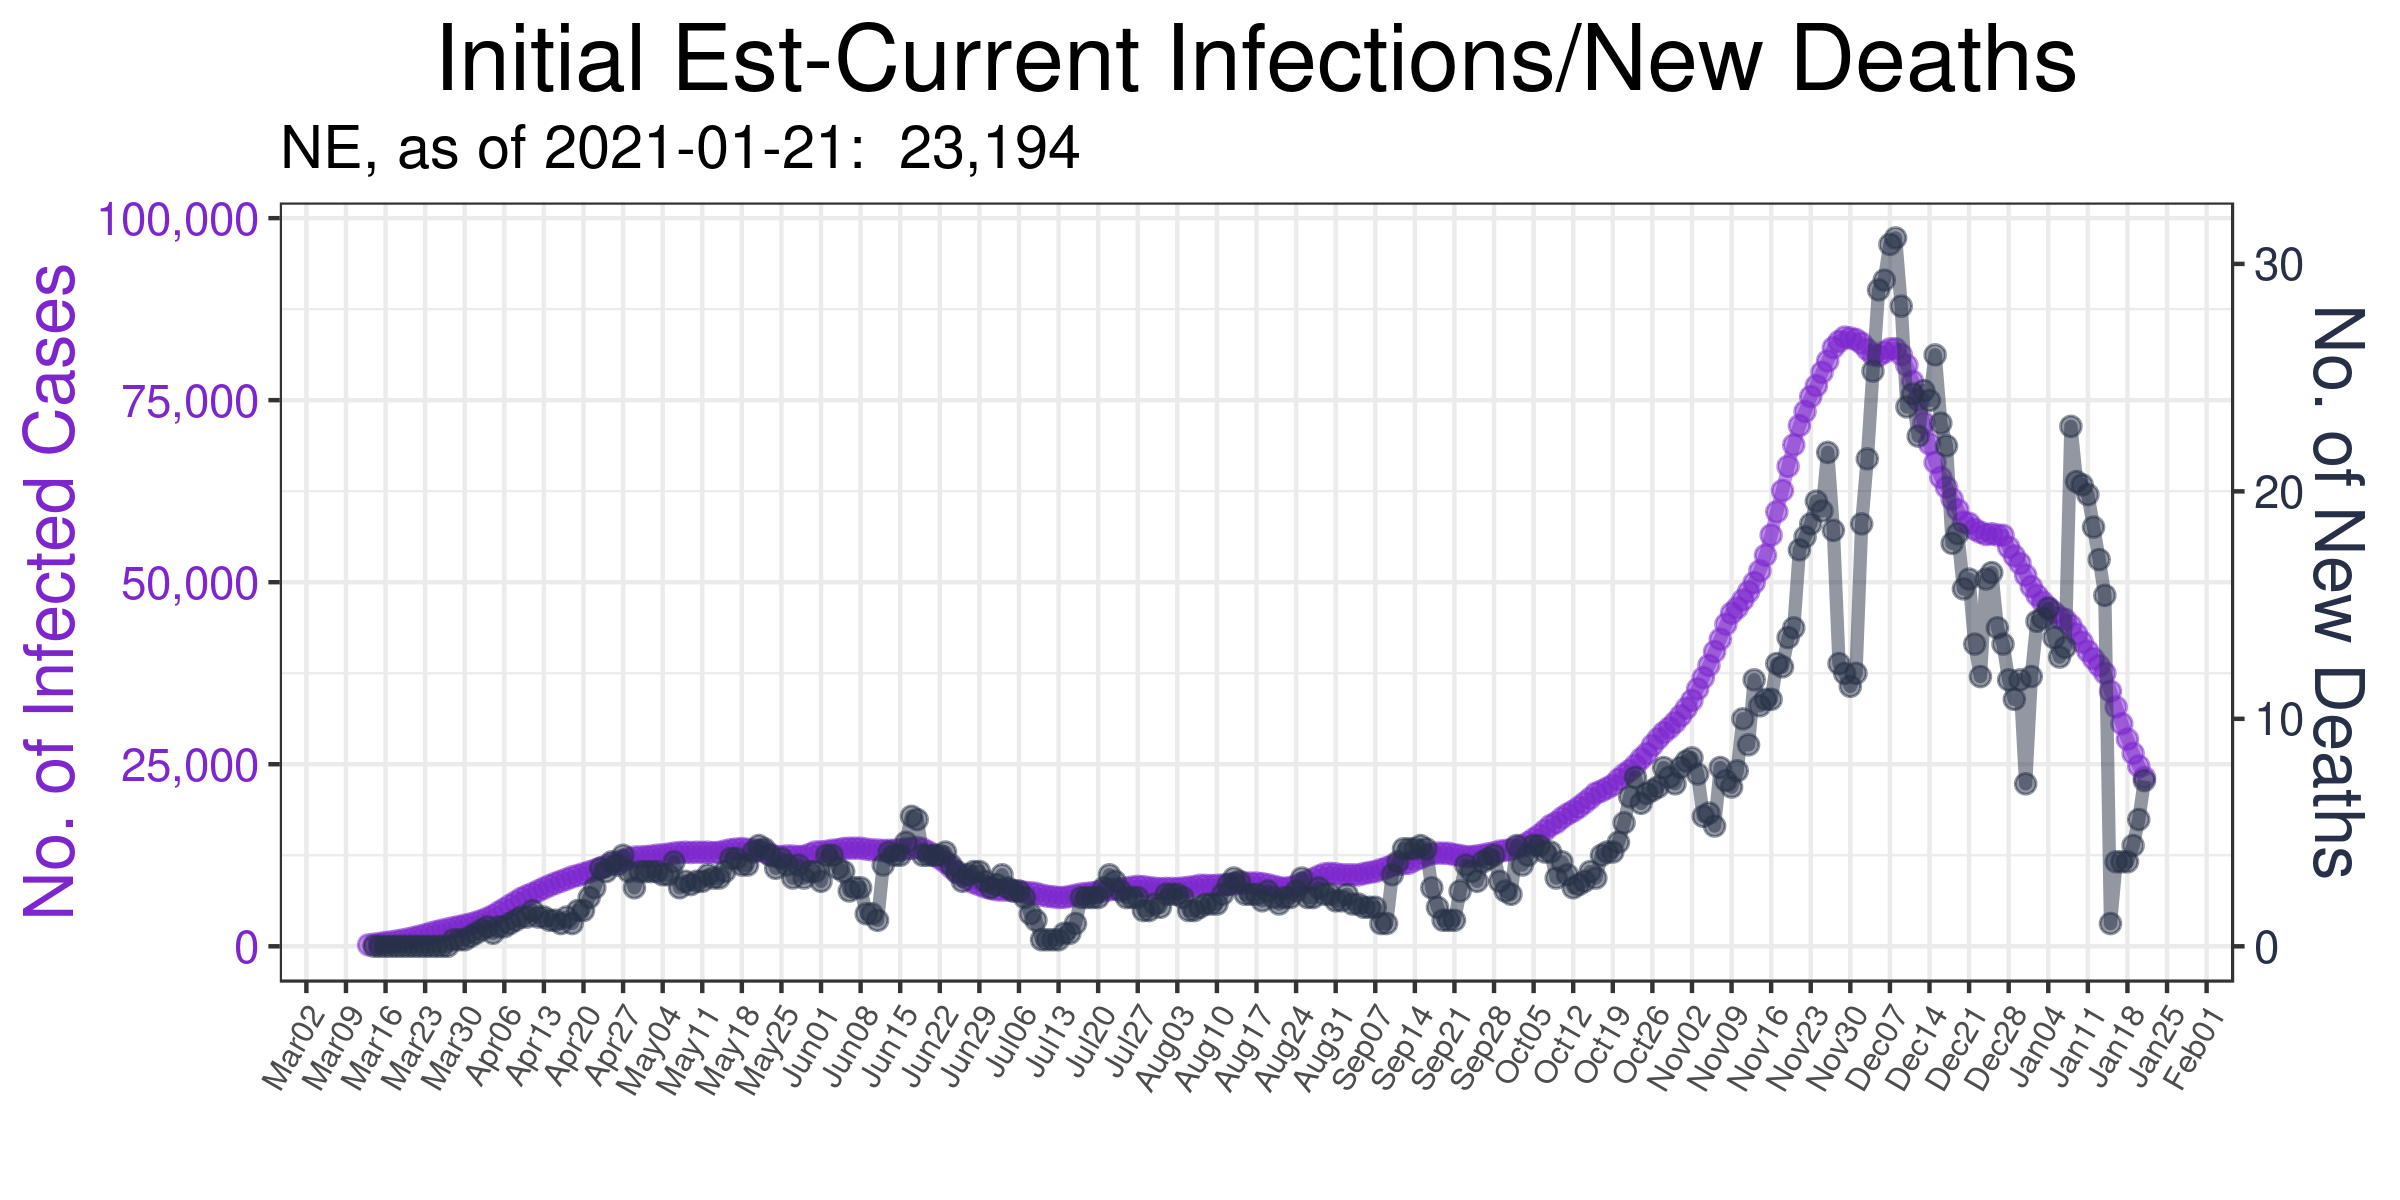 Initial Est-Current Infections/New Deaths
NE, as of 2021-01-21:  23,194
No. of Infected Cases
100,000
75,000
50,000
25,000
0
30
20
10
0
No. of New Deaths
Mar02
Mar09
Mar16
Mar23
Mar30
Apr06
Apr13
Apr20
Apr27
May04
May11
May18
May25
Jun01
Jun08
Jun15
Jun22
Jun29
Jul06
Jul13
Jul20
Jul27
Aug03
Aug10
Aug17
Aug24
Aug31
Sep07
Sep14
Sep21
Sep28
Oct05
Oct12
Oct19
Oct26
Nov02
Nov09
Nov16
Nov23
Nov30
Dec07
Dec14
Dec21
Dec28
Jan04
Jan11
Jan18
Jan25
Feb01